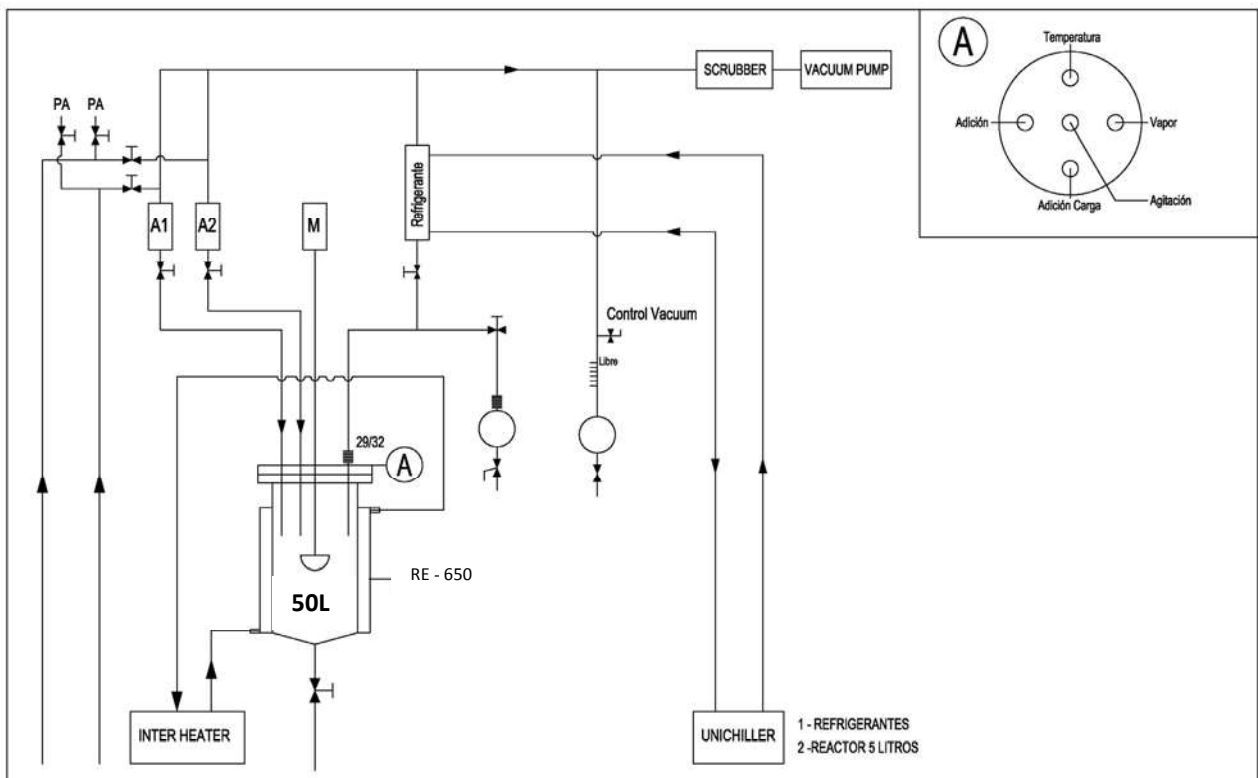 A
Temperatura
Adición
Vapor
Adición Carga
Agitación
SCRUBBER
VACUUM PUMP
PA
PA
Refrigerante
A1
A2
M
Control Vacuum
Libre
29/32
A
RE - 650
50L
INTER HEATER
UNICHILLER
1 - REFRIGERANTES
2 -REACTOR 5 LITROS